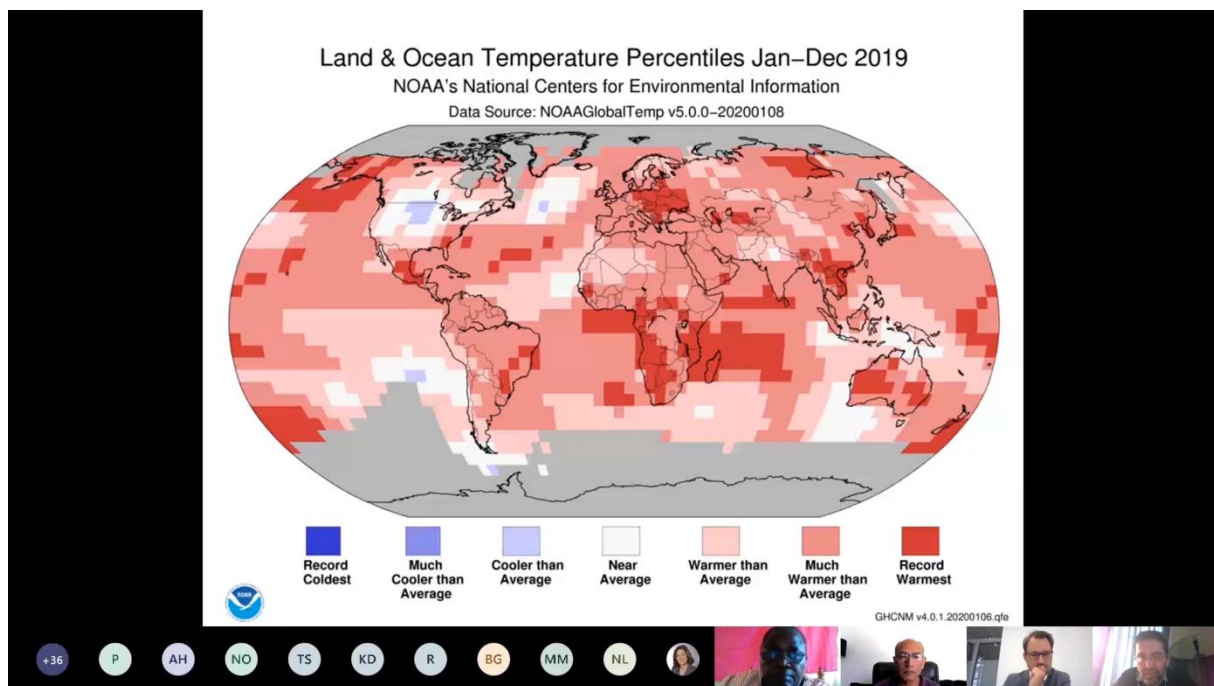 Land & Ocean Temperature Percentiles Jan–Dec 2019
NOAA's National Centers for Environmental Information
Data Source: NOAAGlobalTemp v5.0.0–20200108
Record
Coldest
Much
Cooler than
Average
Cooler than
Average
Near
Average
Warmer than
Average
Much
Warmer than
Average
Record
Warmest
NOAA
GHCNM v4.0.1.20200106.qfe
+36
P
AH
NO
TS
KD
R
BG
MM
NL